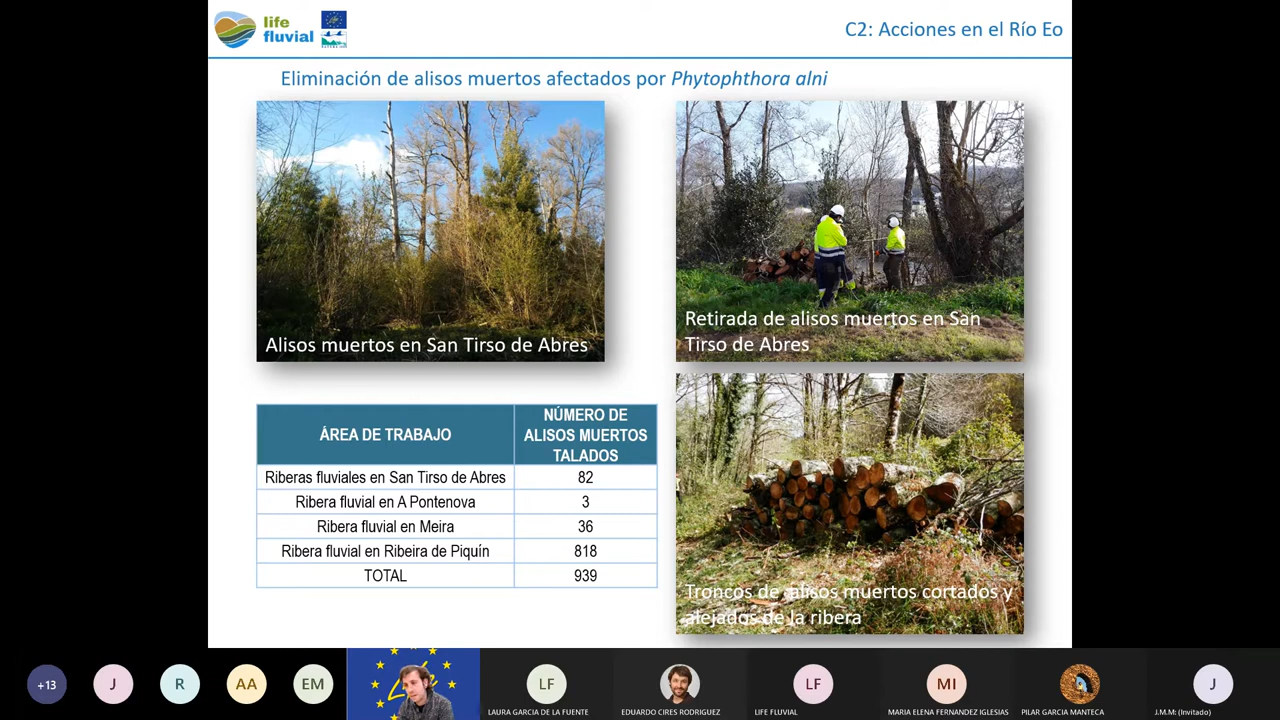 life
fluvial
C2: Acciones en el Río Eo
Eliminación de alisos muertos afectados por Phytophthora alni
Alisos muertos en San Tirso de Abres
Retirada de alisos muertos en San
Tirso de Abres
ÁREA DE TRABAJO
NÚMERO DE
ALISOS MUERTOS
TALADOS
Riberas fluviales en San Tirso de Abres 82
Ribera fluvial en A Pontenova 3
Ribera fluvial en Meira 36
Ribera fluvial en Ribeira de Piquín 818
TOTAL 939
Troncos de alisos muertos cortados y
alejados de la ribera
+13
J
R
AA
EM
LF
LF
MI
J
LAURA GARCIA DE LA FUENTE
EDUARDO CIRES RODRIGUEZ
LIFE FLUVIAL
MARIA ELENA FERNANDEZ IGLESIAS
PILAR GARCIA MANTECA
J.M.M: (Invitado)